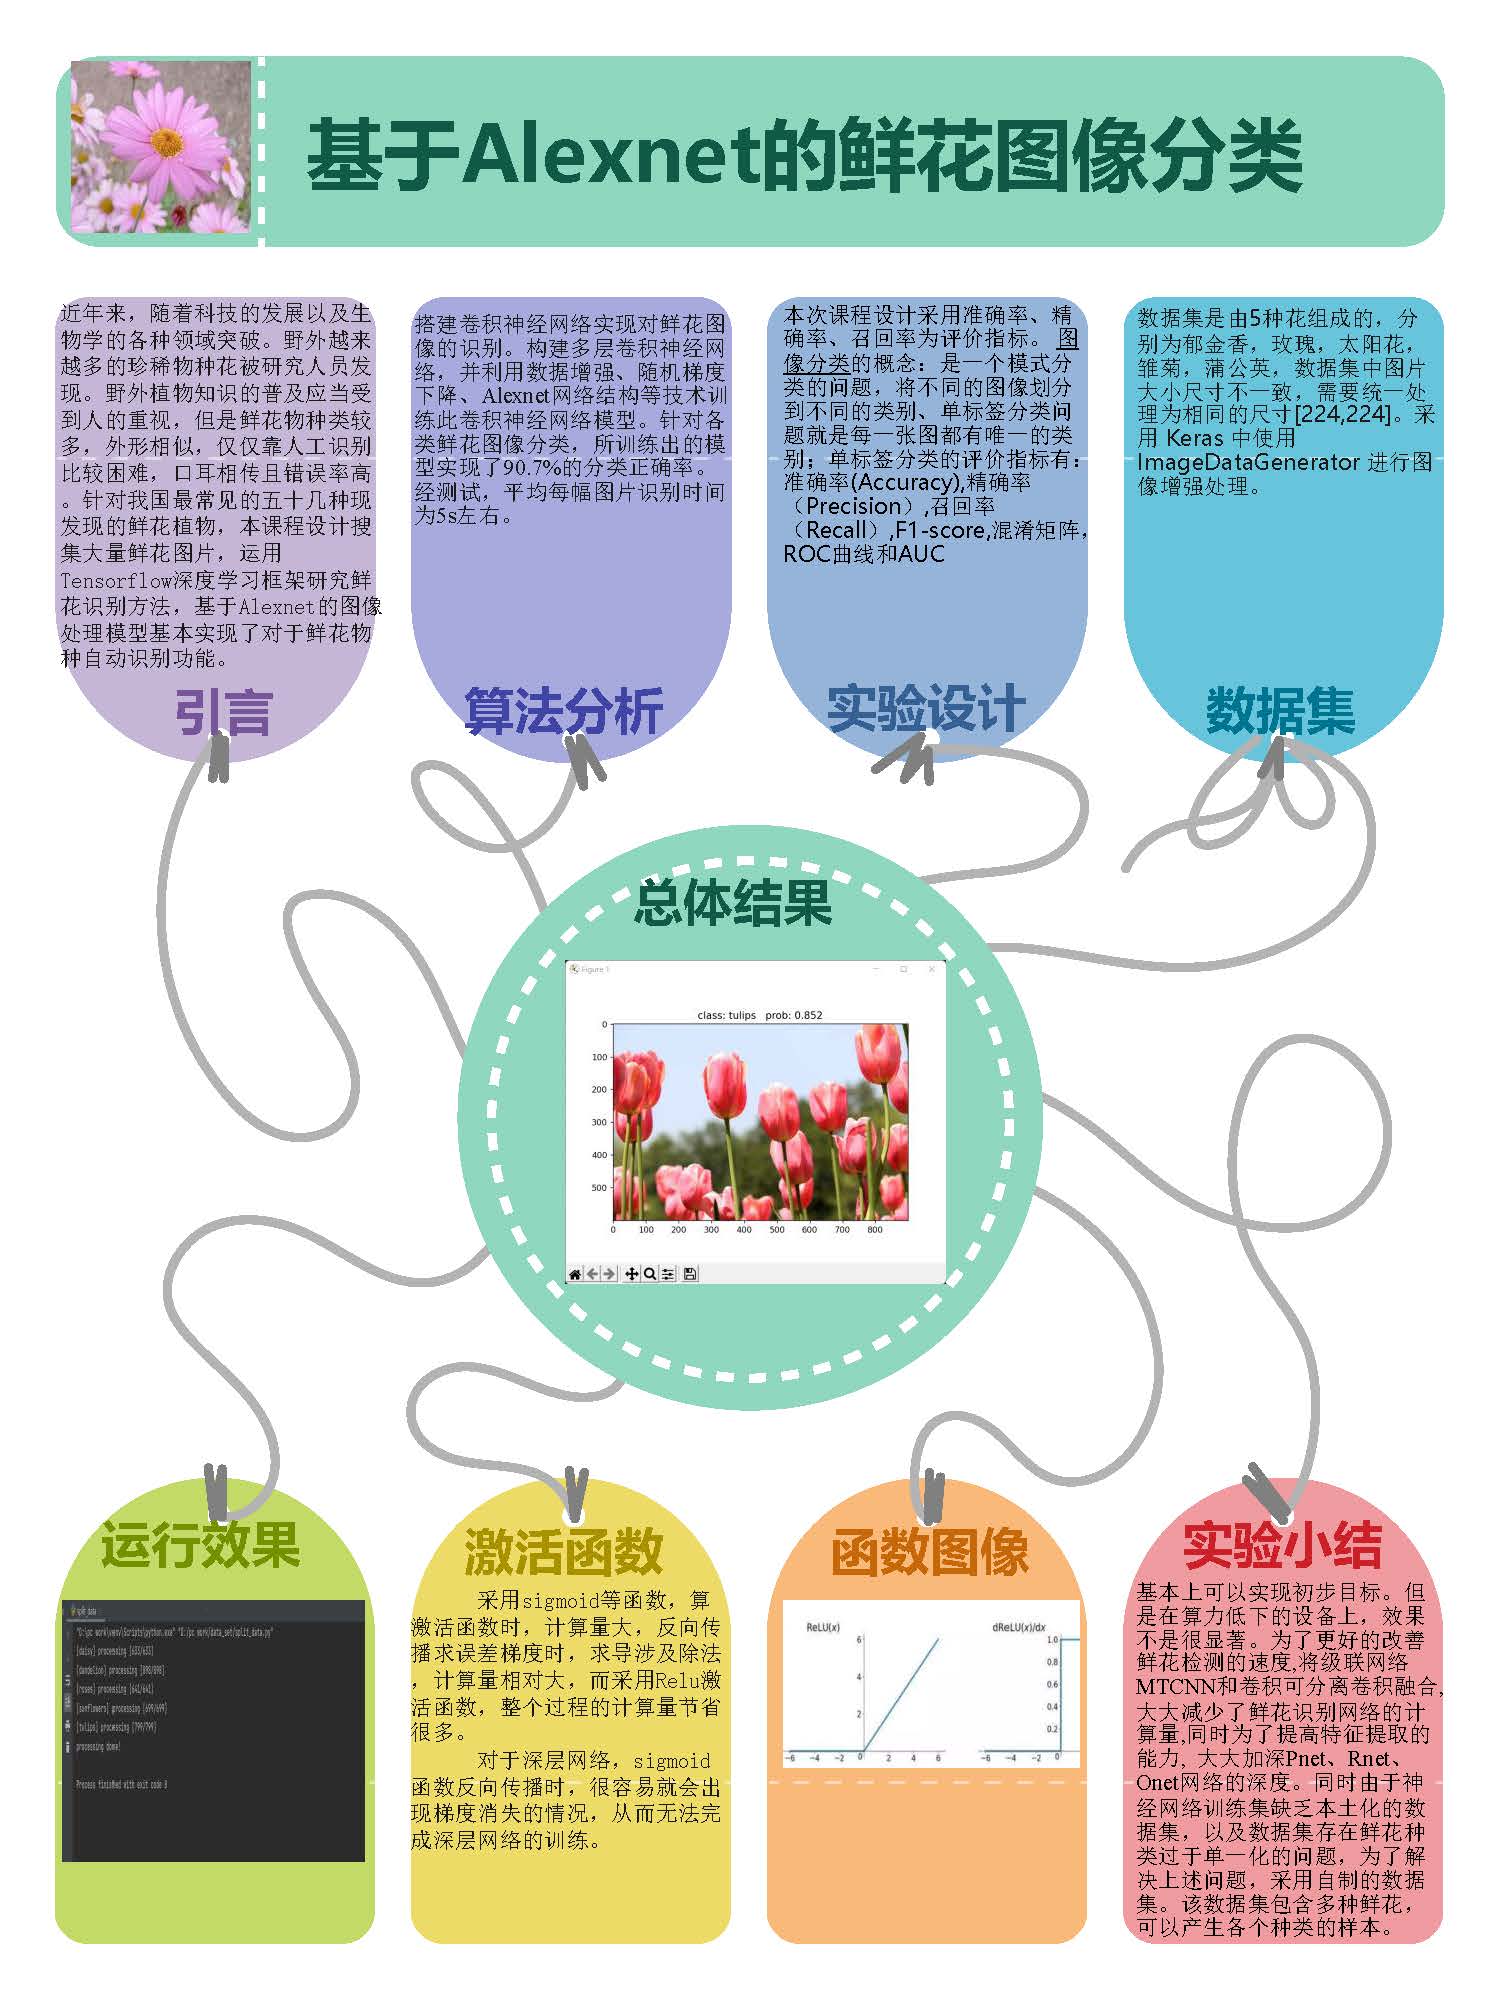 基于Alexnet的鲜花图像分类
近年来，随着科技的发展以及生
物学的各种领域突破。野外越来
越多的珍稀物种花被研究人员发
现。野外植物知识的普及应当受
到人的重视，但是鲜花物种类较
多，外形相似，仅仅靠人工识别
比较困难，口耳相传且错误率高
。针对我国最常见的五十几种现
发现的鲜花植物，本课程设计搜
集大量鲜花图片，运用
Tensorflow深度学习框架研究鲜
花识别方法，基于Alexnet的图像
处理模型基本实现了对于鲜花物
种自动识别功能。
引言
搭建卷积神经网络实现对鲜花图
像的识别。构建多层卷积神经网
络，并利用数据增强、随机梯度
下降、Alexnet网络结构等技术训
练此卷积神经网络模型。针对各
类鲜花图像分类，所训练出的模
型实现了90.7%的分类正确率。
经测试，平均每幅图片识别时间
为5s左右。
算法分析
本次课程设计采用准确率、精
确率、召回率为评价指标。图
像分类的概念：是一个模式分
类的问题，将不同的图像划分
到不同的类别、单标签分类问
题就是每一张图都有唯一的类
别；单标签分类的评价指标有：
准确率(Accuracy),精确率
（Precision）,召回率
（Recall）,F1-score,混淆矩阵，
ROC曲线和AUC
实验设计
数据集是由5种花组成的，分
别为郁金香，玫瑰，太阳花，
雏菊，蒲公英，数据集中图片
大小尺寸不一致，需要统一处
理为相同的尺寸[224,224]。采
用 Keras 中使用
ImageDataGenerator 进行图
像增强处理。
数据集
总体结果
Figure 1
class: tulips prob: 0.852
0
100
200
300
400
500
0 100 200 300 400 500 600 700 800
运行效果
split_data
"D:\pc work\venv\Scripts\python.exe" "E:/pc work/data_set/split_data.py"
[daisy] processing [633/633]
[dandelion] processing [898/898]
[roses] processing [641/641]
[sunflowers] processing [699/699]
[tulips] processing [799/799]
processing done!
Process finished with exit code 0
激活函数
采用sigmoid等函数，算
激活函数时，计算量大，反向传
播求误差梯度时，求导涉及除法
，计算量相对大，而采用Relu激
活函数，整个过程的计算量节省
很多。
对于深层网络，sigmoid
函数反向传播时，很容易就会出
现梯度消失的情况，从而无法完
成深层网络的训练。
函数图像
ReLU(x)
6
4
2
-6 -4 -2 0 2 4 6
dReLU(x)/dx
1.0
0.8
0.6
0.4
0.2
-6 -4 -2 0
实验小结
基本上可以实现初步目标。但
是在算力低下的设备上，效果
不是很显著。为了更好的改善
鲜花检测的速度,将级联网络
MTCNN和卷积可分离卷积融合,
大大减少了鲜花识别网络的计
算量,同时为了提高特征提取的
能力, 大大加深Pnet、Rnet、
Onet网络的深度。同时由于神
经网络训练集缺乏本土化的数
据集，以及数据集存在鲜花种
类过于单一化的问题，为了解
决上述问题，采用自制的数据
集。该数据集包含多种鲜花，
可以产生各个种类的样本。